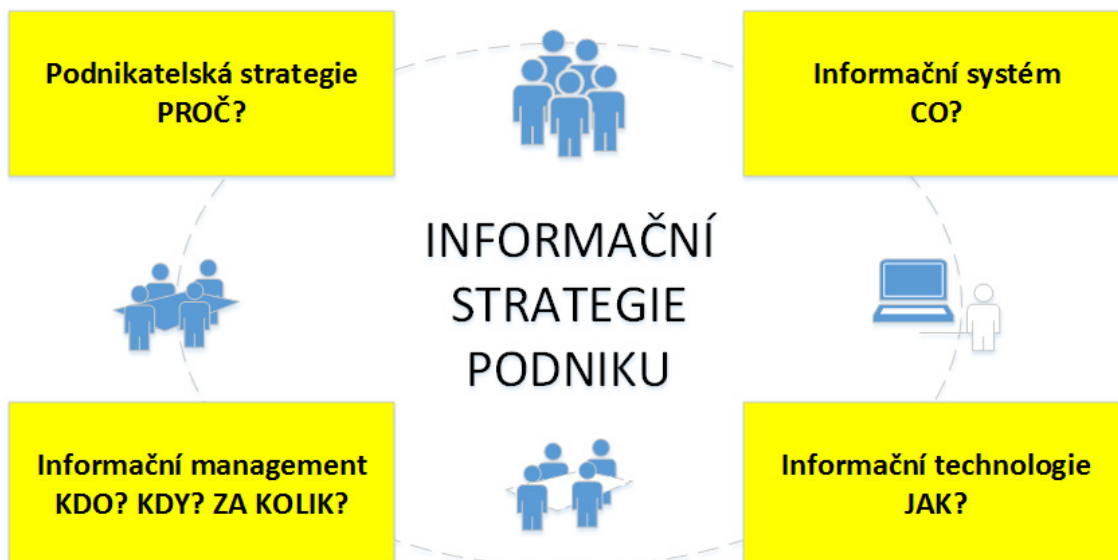 Podnikatelská strategie
PROČ?
Informační systém
CO?
INFORMAČNÍ
STRATEGIE
PODNIKU
Informační management
KDO? KDY? ZA KOLIK?
Informační technologie
JAK?